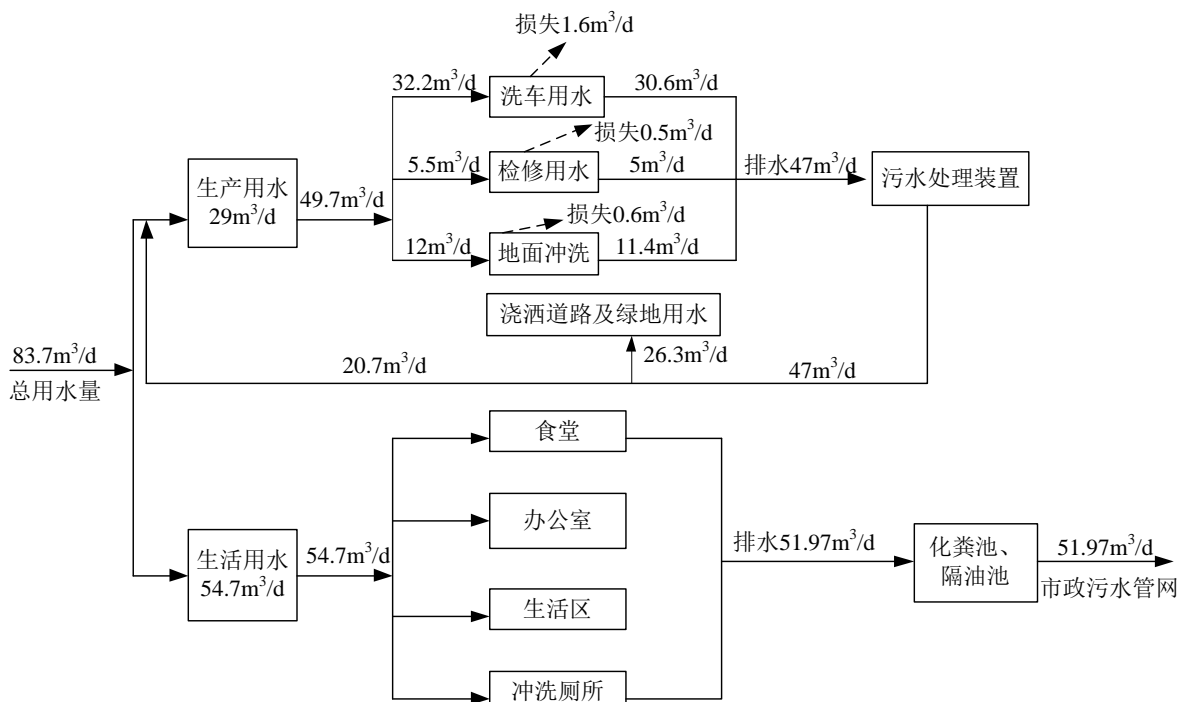 损失1.6m³/d
32.2m³/d
洗车用水
30.6m³/d
损失0.5m³/d
5.5m³/d
检修用水
5m³/d
排水47m³/d
污水处理装置
生产用水
29m³/d
49.7m³/d
损失0.6m³/d
12m³/d
地面冲洗
11.4m³/d
浇洒道路及绿地用水
83.7m³/d
总用水量
20.7m³/d
26.3m³/d
47m³/d
食堂
办公室
生活用水
54.7m³/d
54.7m³/d
排水51.97m³/d
化粪池、
隔油池
51.97m³/d
市政污水管网
生活区
冲洗厕所